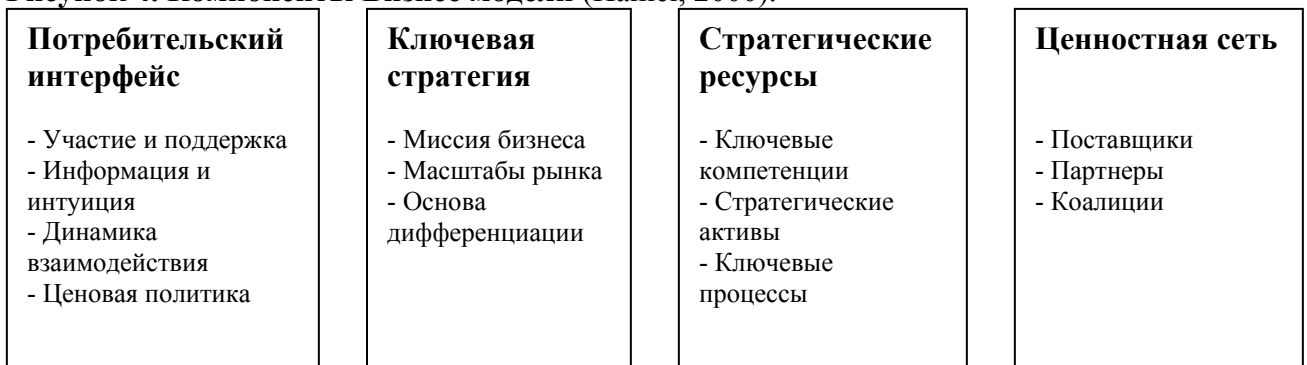 Потребительский
интерфейс
- Участие и поддержка
- Информация и
интуиция
- Динамика
взаимодействия
- Ценовая политика
Ключевая
стратегия
- Миссия бизнеса
- Масштабы рынка
- Основа
дифференциации
Стратегические
ресурсы
- Ключевые
компетенции
- Стратегические
активы
- Ключевые
процессы
Ценностная сеть
- Поставщики
- Партнеры
- Коалиции